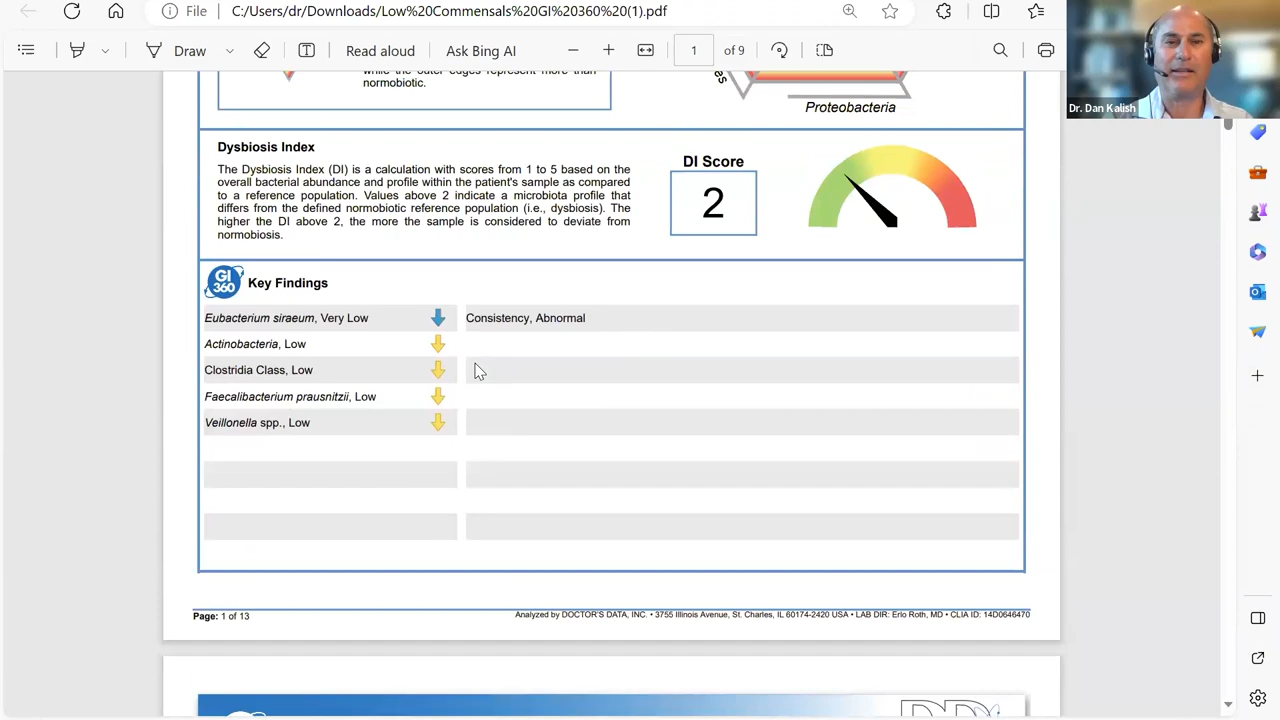 File
C:/Users/dr/Downloads/Low%20Commensals%20GI%20360%20(1).pdf
Draw
Read aloud
Ask Bing AI
1
of 9
Dr. Dan Kalish
while the outer edges represent more than
normobiotic.
Proteobacteria
Dysbiosis Index
The Dysbiosis Index (DI) is a calculation with scores from 1 to 5 based on the
overall bacterial abundance and profile within the patient's sample as compared
to a reference population. Values above 2 indicate a microbiota profile that
differs from the defined normobiotic reference population (i.e., dysbiosis). The
higher the DI above 2, the more the sample is considered to deviate from
normobiosis.
DI Score
2
GI
360
Key Findings
Eubacterium siraeum, Very Low
Consistency, Abnormal
Actinobacteria, Low
Clostridia Class, Low
Faecalibacterium prausnitzii, Low
Veillonella spp., Low
Page: 1 of 13
Analyzed by DOCTOR'S DATA, INC. • 3755 Illinois Avenue, St. Charles, IL 60174-2420 USA • LAB DIR: Erlo Roth, MD • CLIA ID: 14D0646470